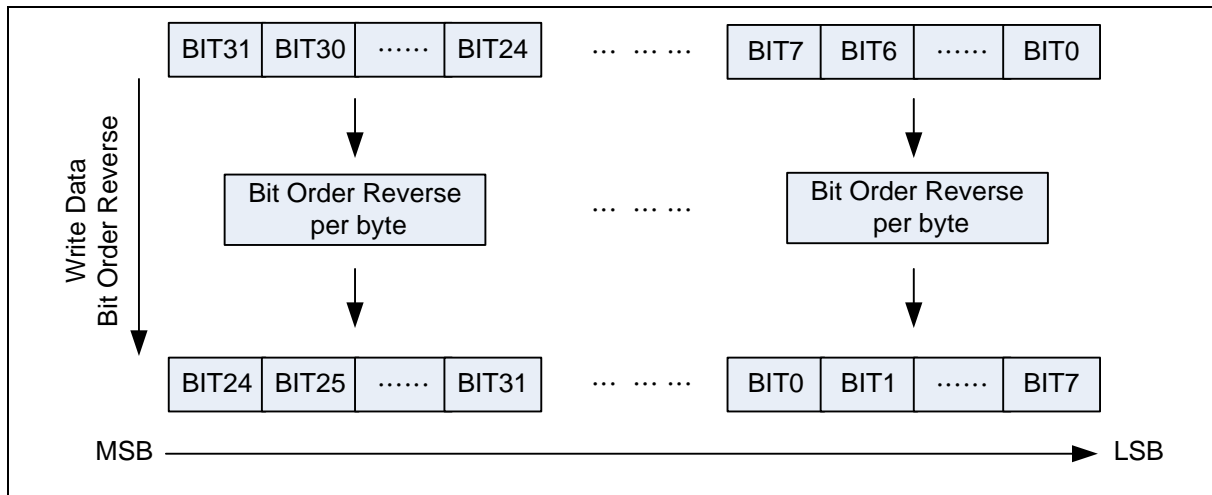 BIT31 BIT30 ······ BIT24 ··· ··· ··· BIT7 BIT6 ······ BIT0
Write Data
Bit Order Reverse
Bit Order Reverse
per byte
··· ··· ···
Bit Order Reverse
per byte
BIT24 BIT25 ······ BIT31 ··· ··· ··· BIT0 BIT1 ······ BIT7
MSB LSB